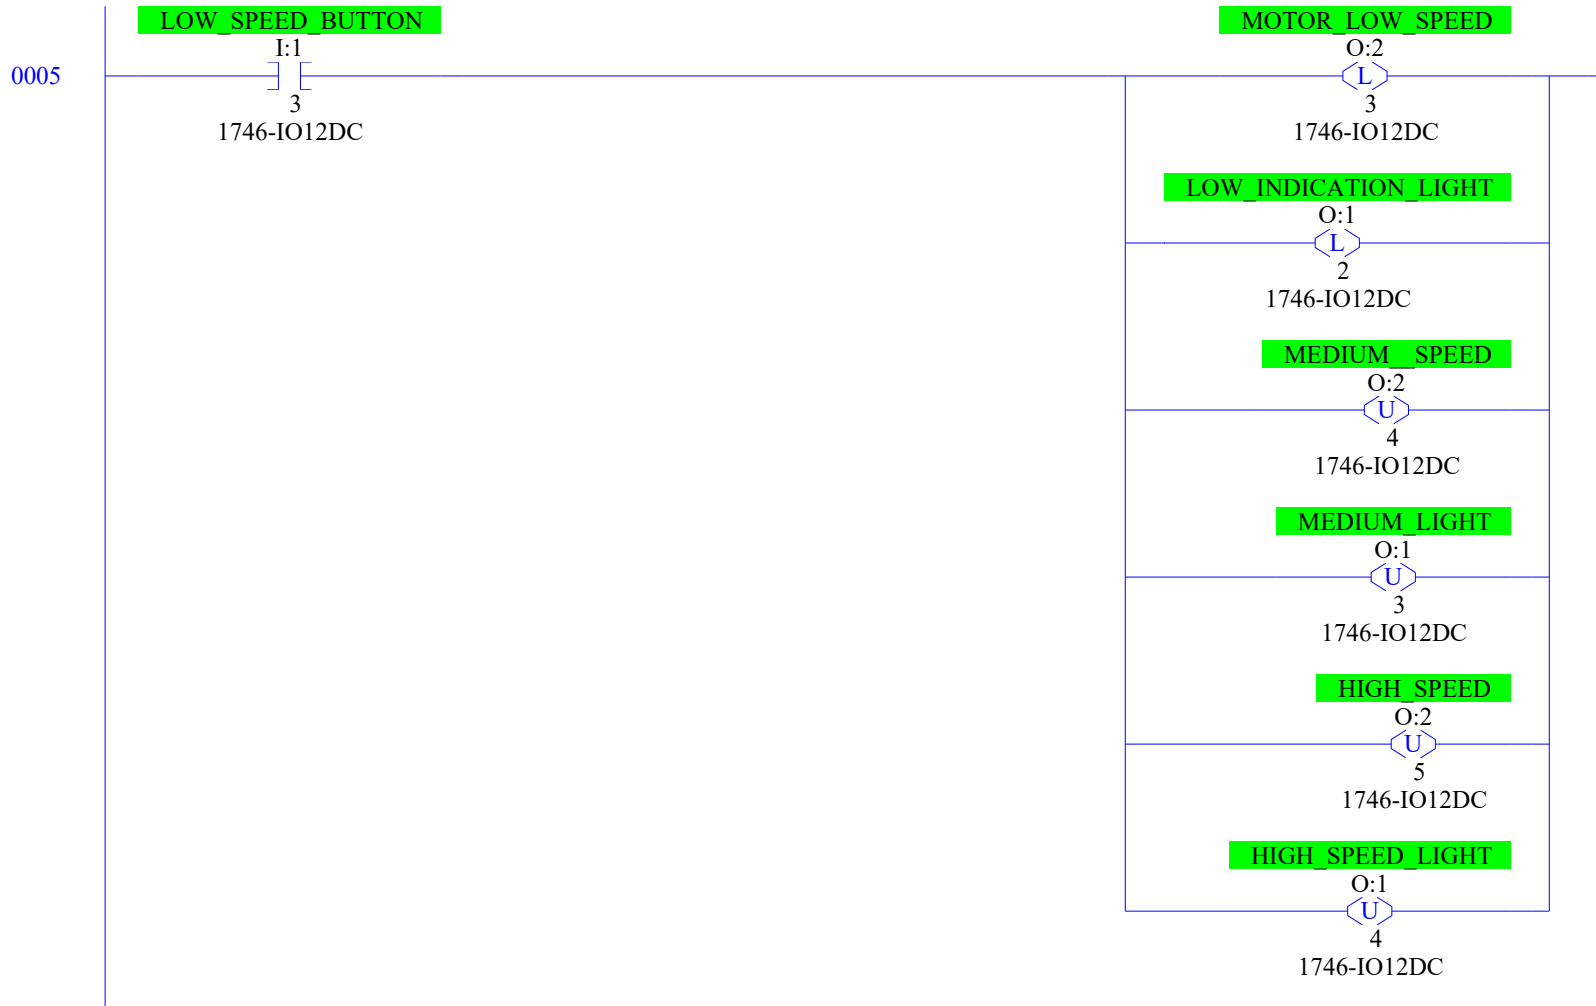 LOW_SPEED_BUTTON
I:1
0005
3
1746-IO12DC
MOTOR_LOW_SPEED
O:2
L
3
1746-IO12DC
LOW_INDICATION_LIGHT
O:1
L
2
1746-IO12DC
MEDIUM__SPEED
O:2
U
4
1746-IO12DC
MEDIUM_LIGHT
O:1
U
3
1746-IO12DC
HIGH_SPEED
O:2
U
5
1746-IO12DC
HIGH_SPEED_LIGHT
O:1
U
4
1746-IO12DC